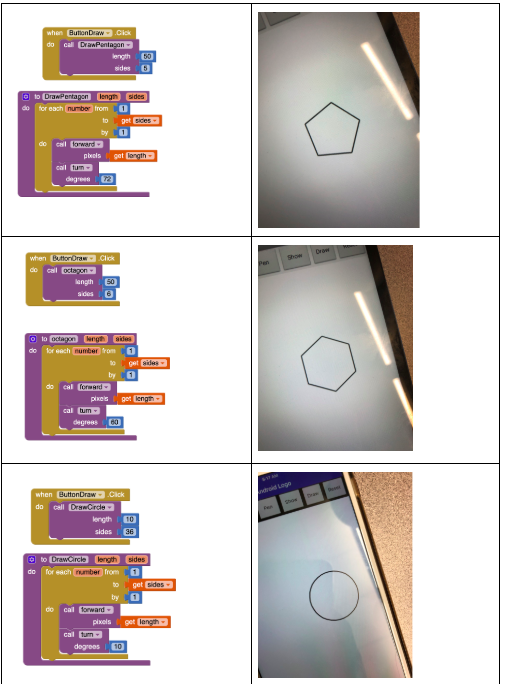 when ButtonDraw .Click
do call DrawPentagon
length 50
sides 5
to DrawPentagon length sides
do for each number from 1
to get sides
by 1
do call forward
pixels get length
call turn
degrees 72
when ButtonDraw .Click
do call octagon
length 50
sides 6
to octagon length sides
do for each number from 1
to get sides
by 1
do call forward
pixels get length
call turn
degrees 60
Pen Show Draw
when ButtonDraw .Click
do call DrawCircle
length 10
sides 36
to DrawCircle length sides
do for each number from 1
to get sides
by 1
do call forward
pixels get length
call turn
degrees 10
Android Logo
Pen Show Draw